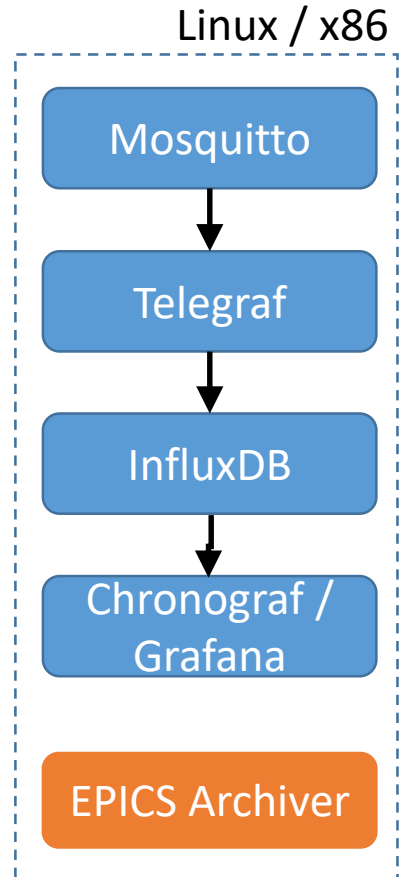 Linux / x86
Mosquitto
Telegraf
InfluxDB
Chronograf /
Grafana
EPICS Archiver